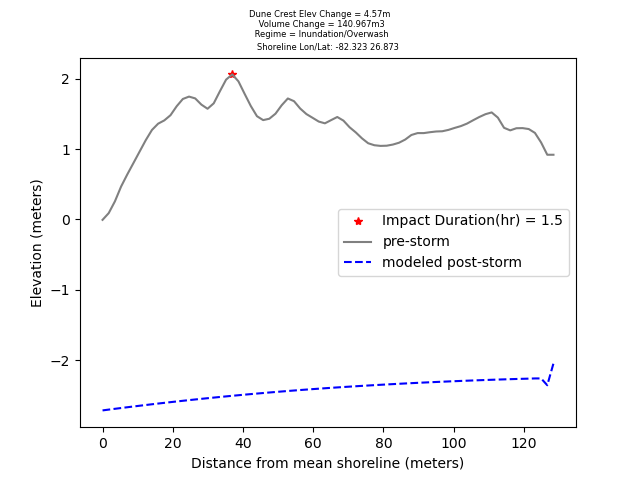 Dune Crest Elev Change = 4.57m
Volume Change = 140.967m3
Regime = Inundation/Overwash
Shoreline Lon/Lat: -82.323 26.873
2
1
0
−1
−2
Elevation (meters)
Impact Duration(hr) = 1.5
pre-storm
modeled post-storm
0 20 40 60 80 100 120
Distance from mean shoreline (meters)